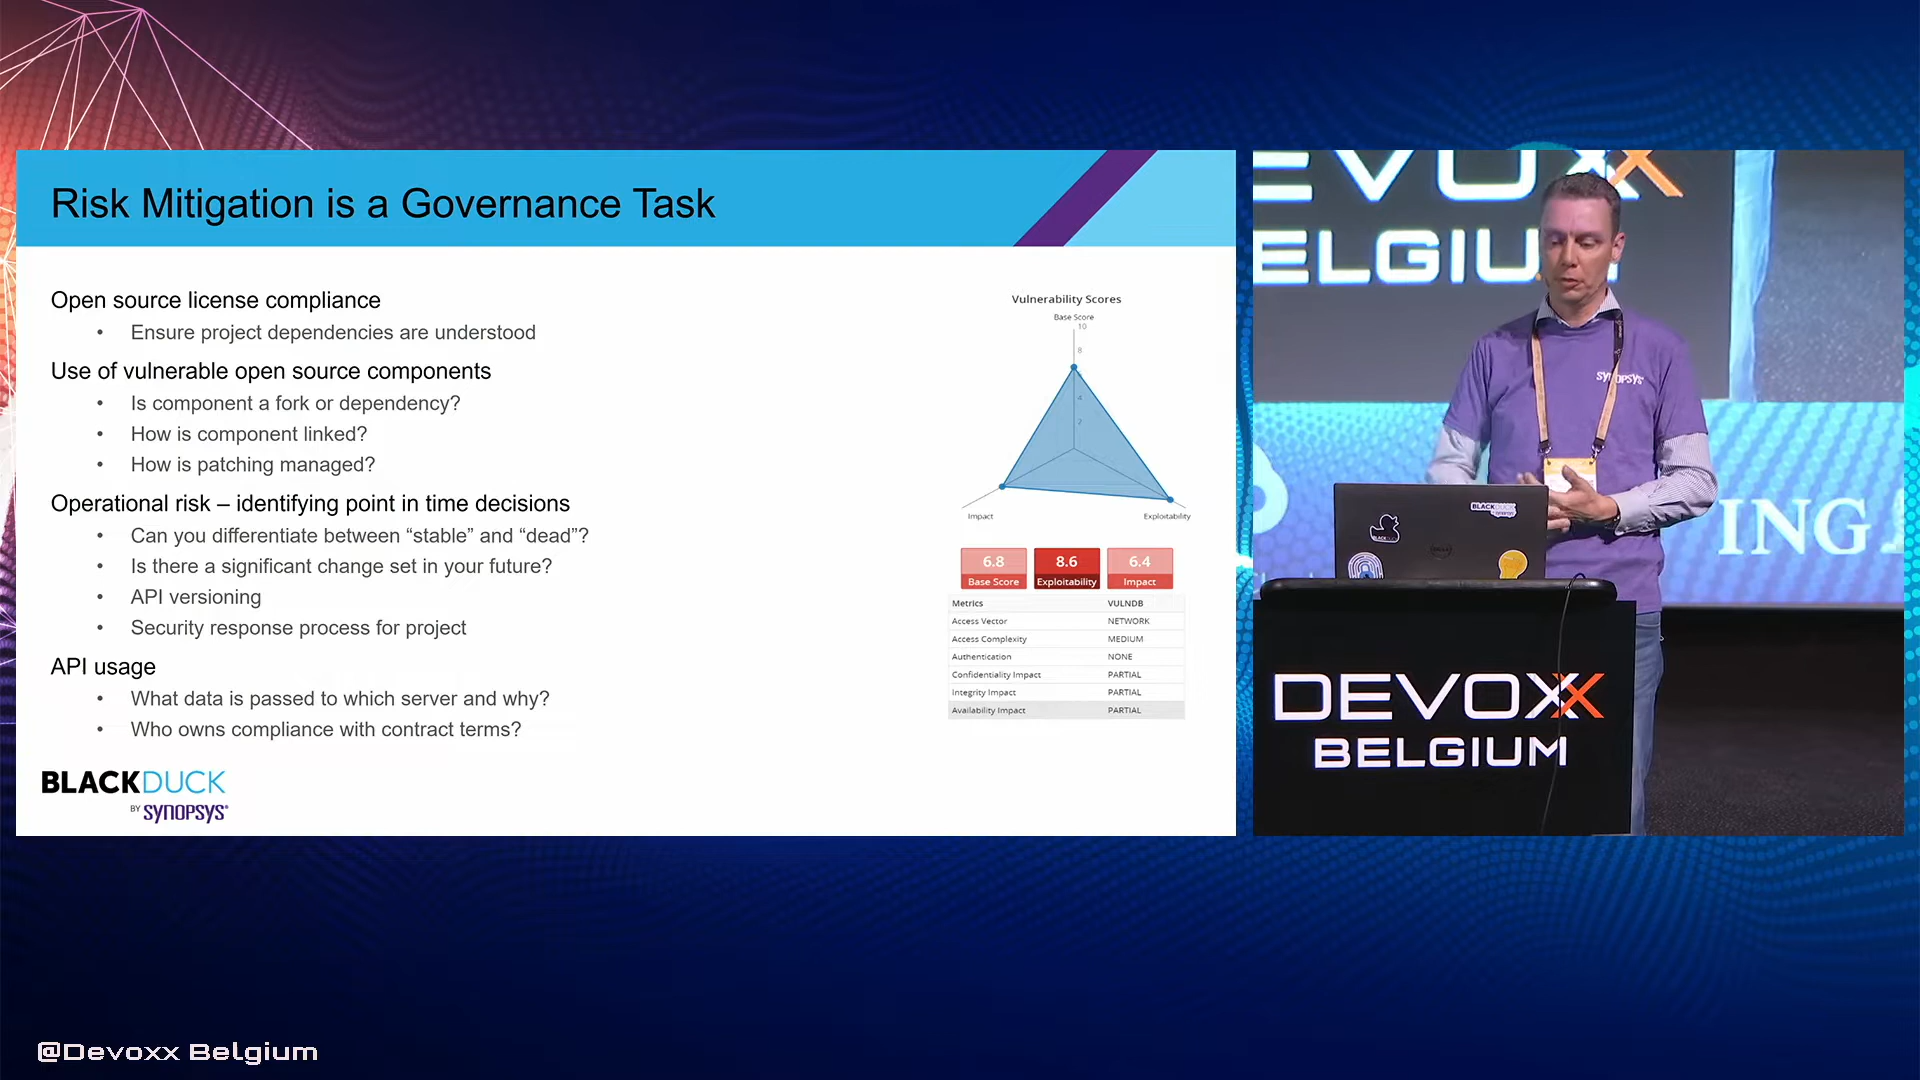 Risk Mitigation is a Governance Task
Open source license compliance
• Ensure project dependencies are understood
Use of vulnerable open source components
• Is component a fork or dependency?
• How is component linked?
• How is patching managed?
Operational risk – identifying point in time decisions
• Can you differentiate between “stable” and “dead”?
• Is there a significant change set in your future?
• API versioning
• Security response process for project
API usage
• What data is passed to which server and why?
• Who owns compliance with contract terms?
BLACKDUCK
BY SYNOPSYS®
Vulnerability Scores
Base Score
10
8
4
2
Impact
Exploitability
6.8 8.6 6.4
Base Score Exploitability Impact
Metrics VULNDB
Access Vector NETWORK
Access Complexity MEDIUM
Authentication NONE
Confidentiality Impact PARTIAL
Integrity Impact PARTIAL
Availability Impact PARTIAL
EVOXX
ELGIU
SYNOPSYS
BLACKDUCK
ING
DEVOXX
BELGIUM
@Devoxx Belgium